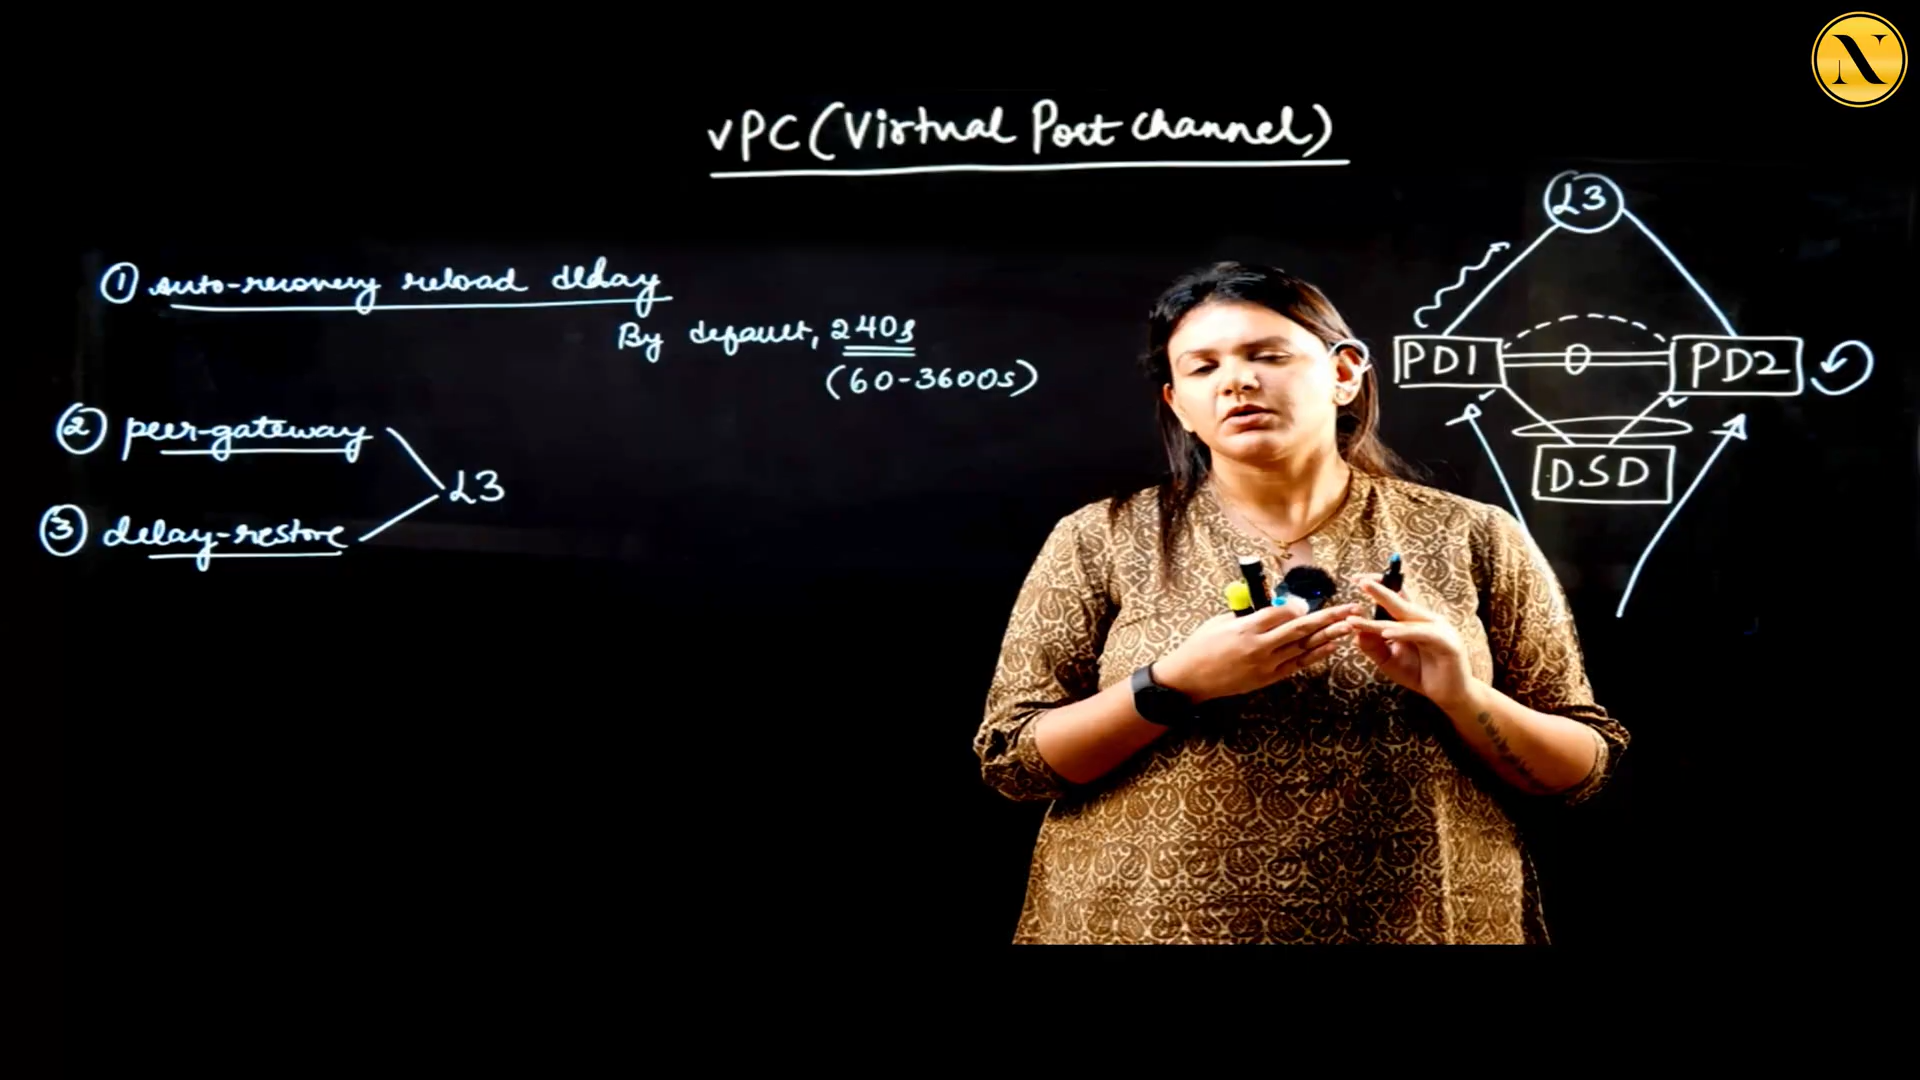 vPC (Virtual Port channel)
① auto-recovery reload delay
By default, 240s
(60-3600s)
② peer-gateway
L3
③ delay-restore
L3
PD1
PD2
DSD
N